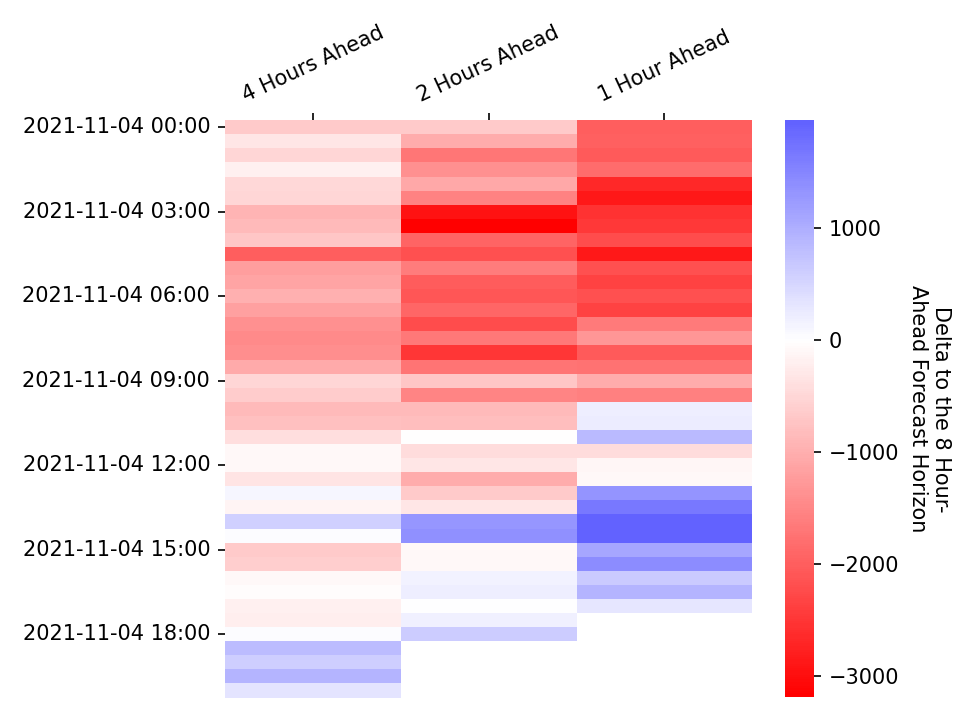 4 Hours Ahead
2 Hours Ahead
1 Hour Ahead
2021-11-04 00:00
2021-11-04 03:00
2021-11-04 06:00
2021-11-04 09:00
2021-11-04 12:00
2021-11-04 15:00
2021-11-04 18:00
1000
0
−1000
−2000
−3000
Delta to the 8 Hour-
Ahead Forecast Horizon